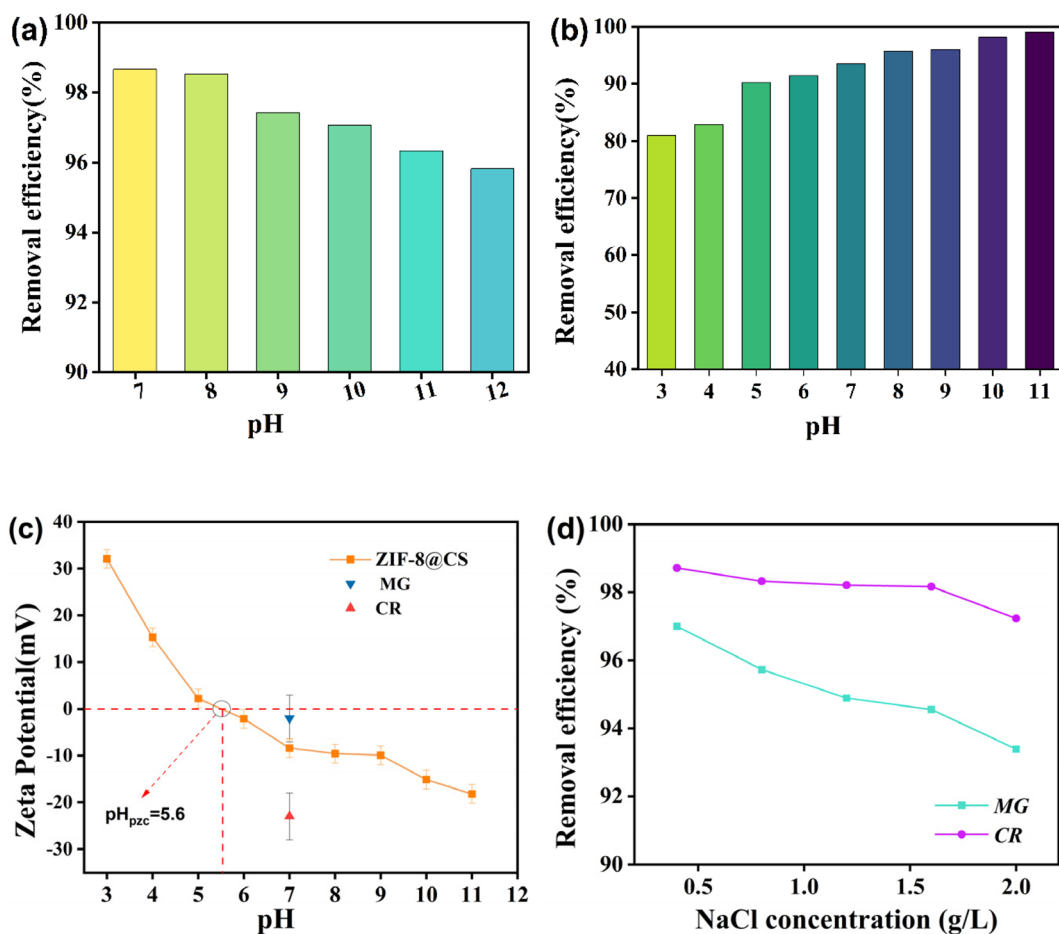 (a)
Removal efficiency(%)
100
98
96
94
92
90
7 8 9 10 11 12
pH
(b)
Removal efficiency(%)
100
90
80
70
60
50
40
3 4 5 6 7 8 9 10 11
pH
(c)
Zeta Potential(mV)
40
30
20
10
0
-10
-20
-30
ZIF-8@CS
MG
CR
pHpzc=5.6
3 4 5 6 7 8 9 10 11 12
pH
(d)
Removal efficiency (%)
100
98
96
94
92
90
MG
CR
0.5 1.0 1.5 2.0
NaCl concentration (g/L)